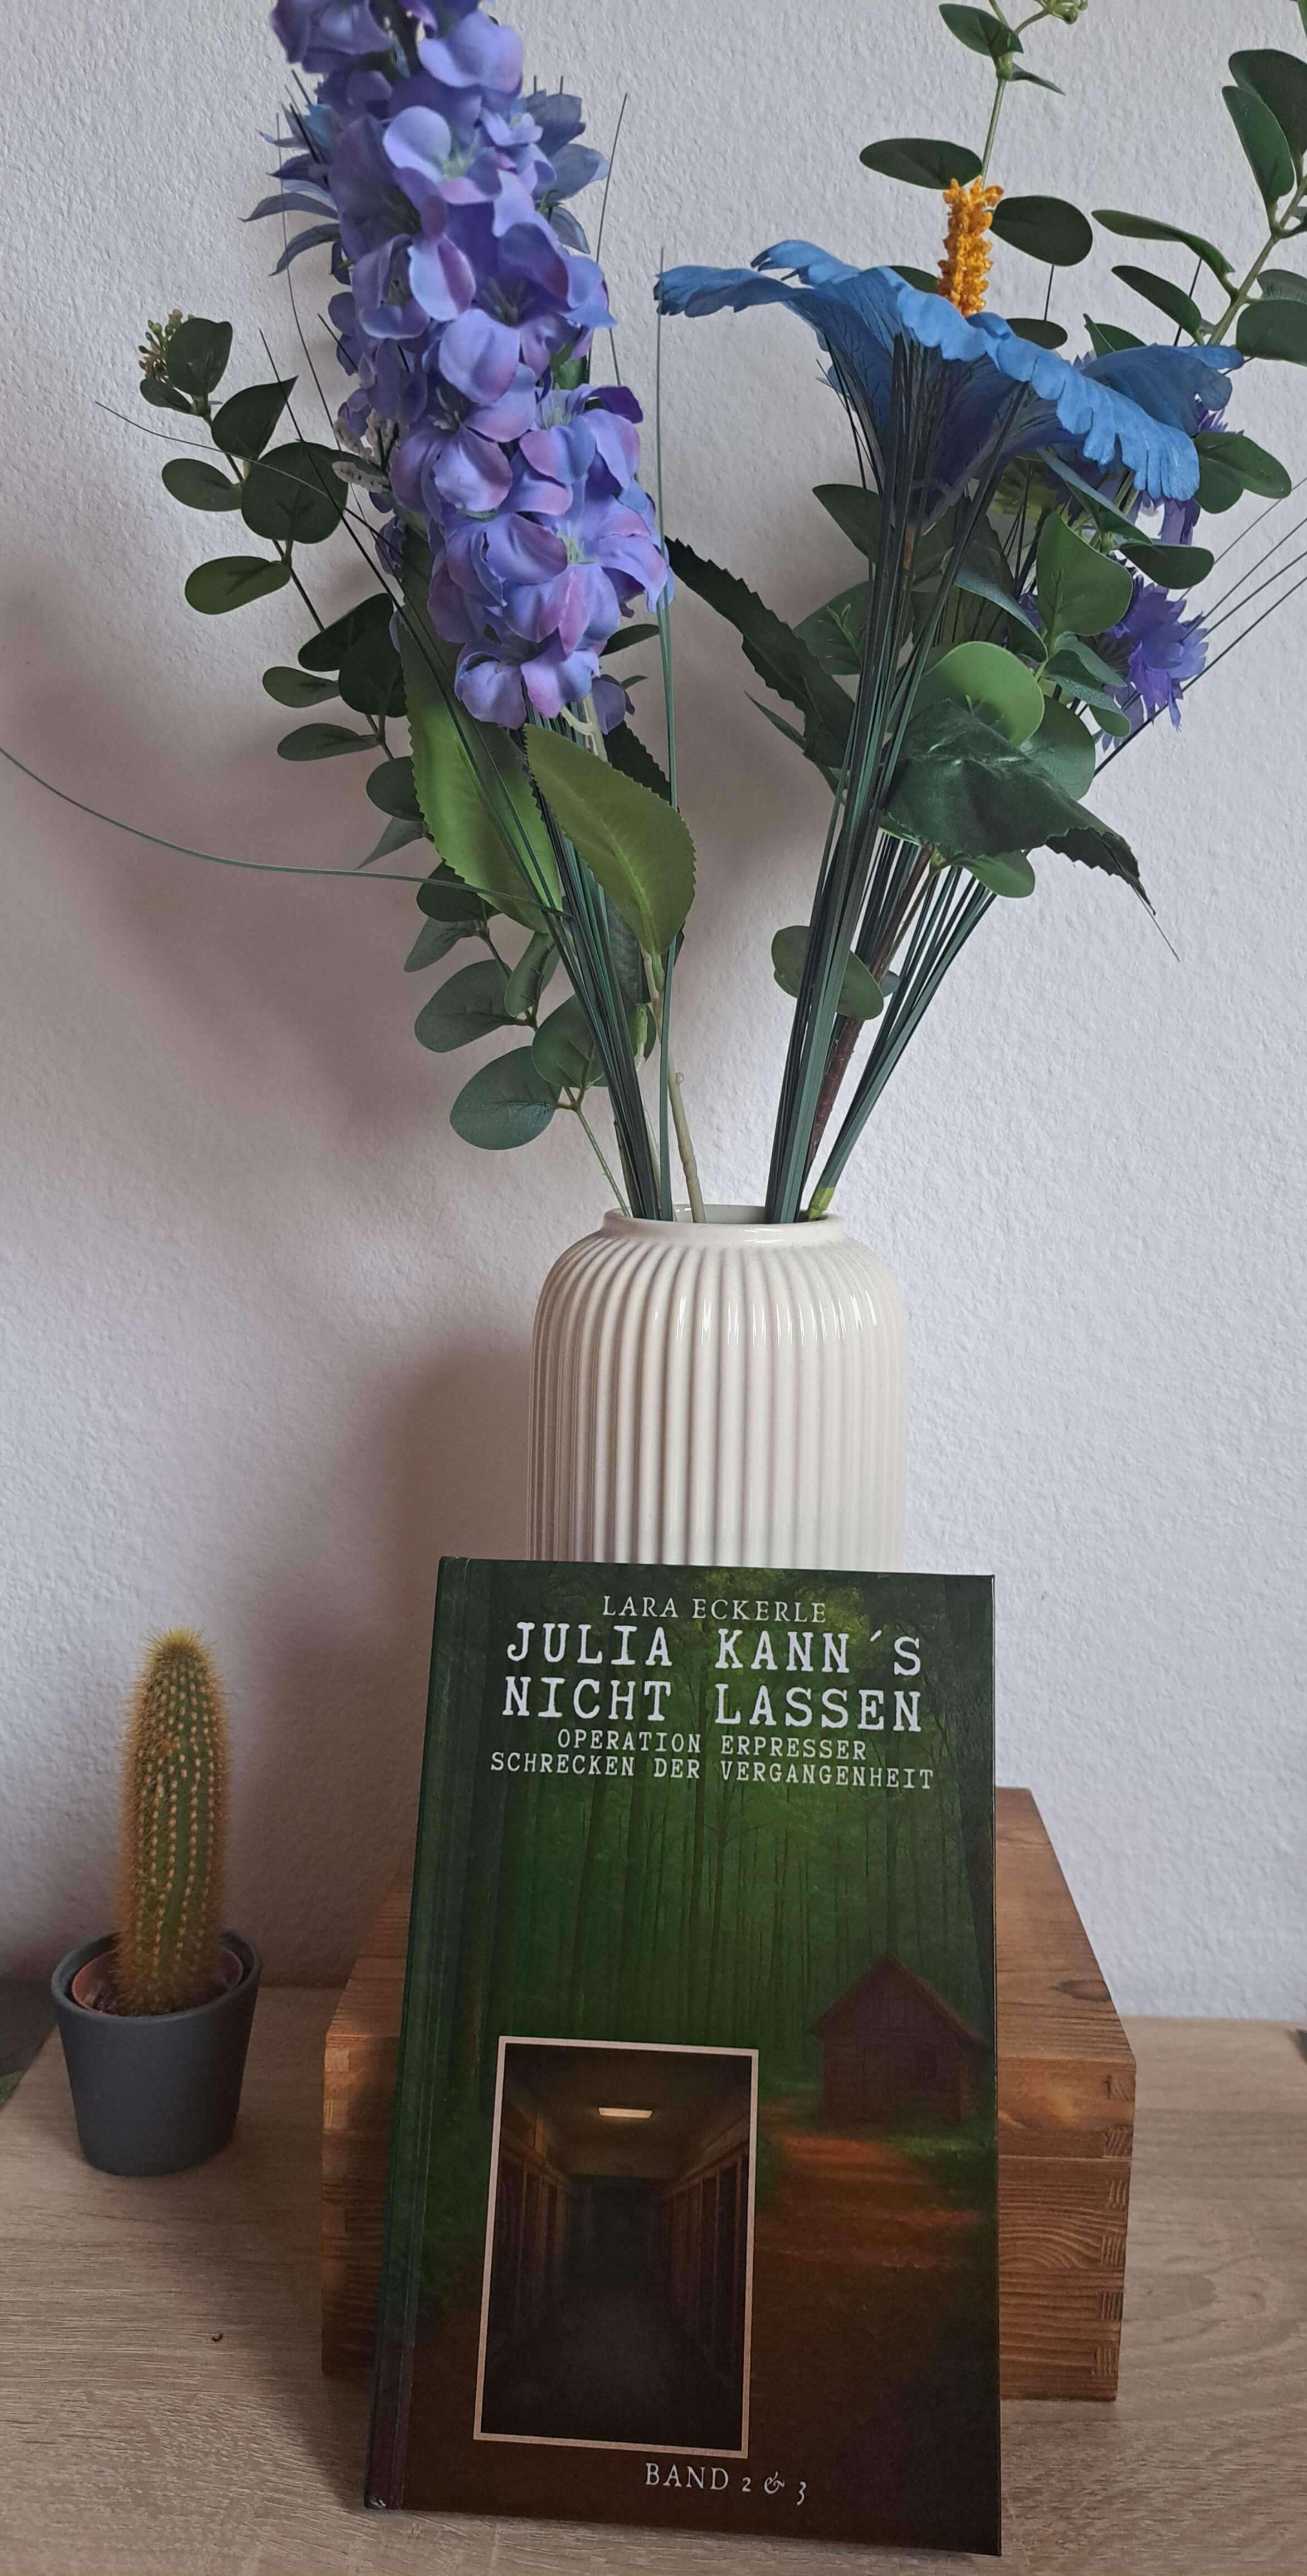 LARA ECKERLE
JULIA KANN´S
NICHT LASSEN
OPERATION ERPRESSER
SCHRECKEN DER VERGANGENHEIT
BAND 2 & 3